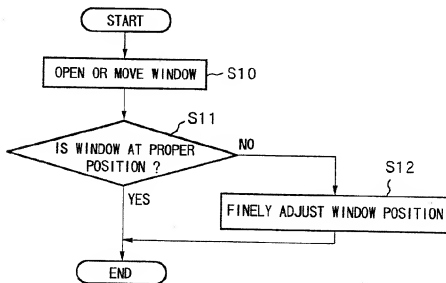 START
OPEN OR MOVE WINDOW
S10
S11
IS WINDOW AT PROPER
POSITION ?
NO
S12
YES
FINELY ADJUST WINDOW POSITION
END